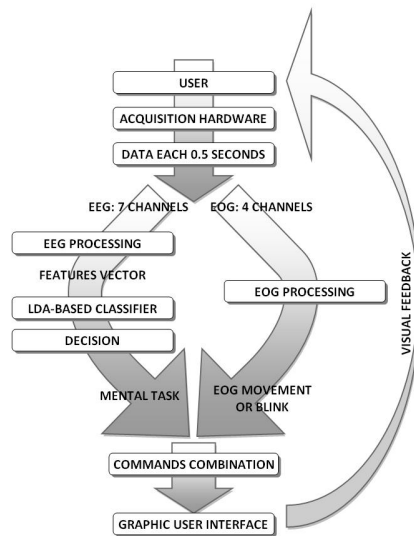 USER
ACQUISITION HARDWARE
DATA EACH 0.5 SECONDS
EEG: 7 CHANNELS
EOG: 4 CHANNELS
EEG PROCESSING
FEATURES VECTOR
EOG PROCESSING
LDA-BASED CLASSIFIER
DECISION
MENTAL TASK
EOG MOVEMENT
OR BLINK
COMMANDS COMBINATION
GRAPHIC USER INTERFACE
VISUAL FEEDBACK